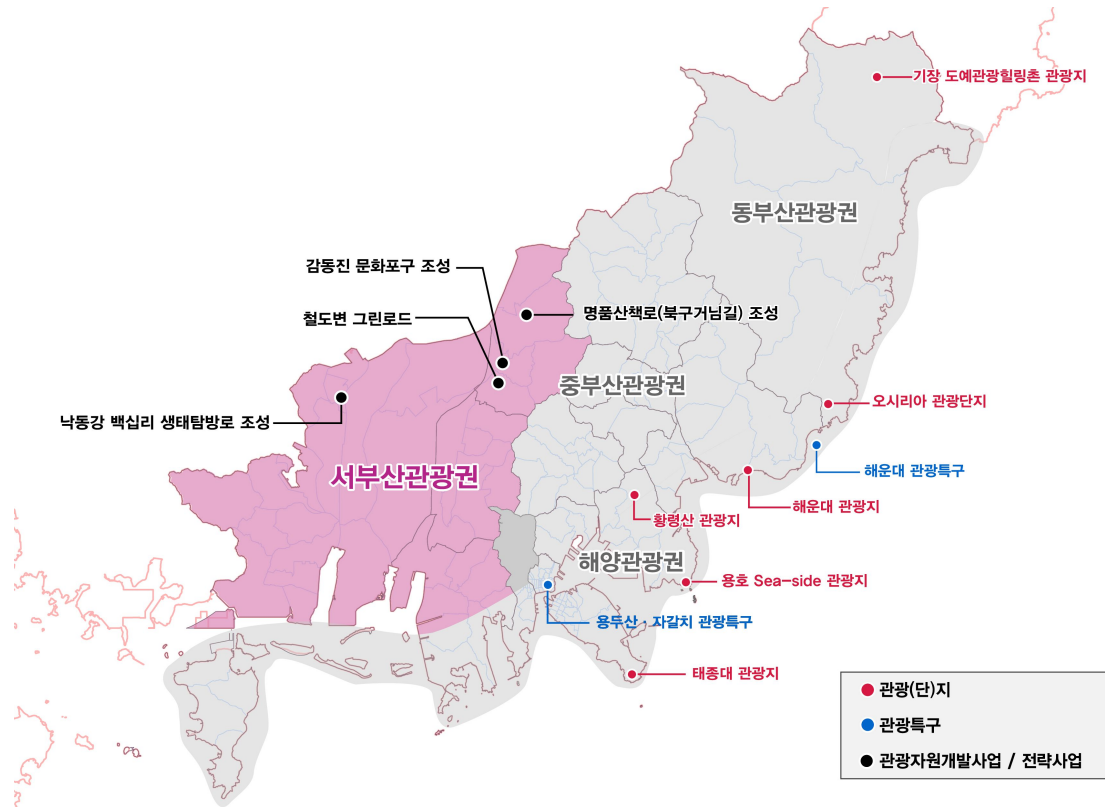 기장 도예관광힐링촌 관광지
동부산관광권
감동진 문화포구 조성
철도변 그린로드
명품산책로(북구거님길) 조성
중부산관광권
오시리아 관광단지
낙동강 백십리 생태탐방로 조성
서부산관광권
해운대 관광특구
해운대 관광지
황령산 관광지
해양관광권
용호 Sea-side 관광지
용두산·자갈치 관광특구
태종대 관광지
관광(단)지
관광특구
관광자원개발사업 / 전략사업